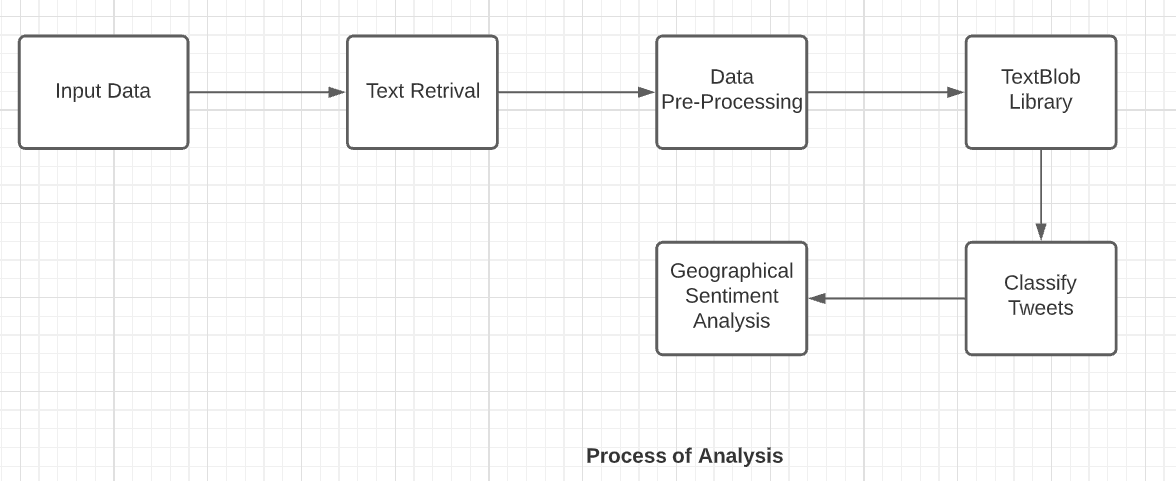 Input Data
Text Retrival
Data
Pre-Processing
TextBlob
Library
Classify
Tweets
Geographical
Sentiment
Analysis
Process of Analysis